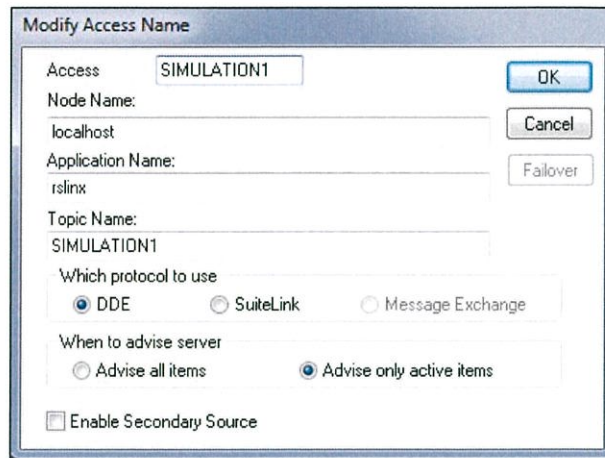 Modify Access Name
Access SIMULATION1
OK
Node Name:
localhost
Cancel
Application Name:
rslinx
Failover
Topic Name:
SIMULATION1
Which protocol to use
DDE SuiteLink Message Exchange
When to advise server
Advise all items Advise only active items
Enable Secondary Source